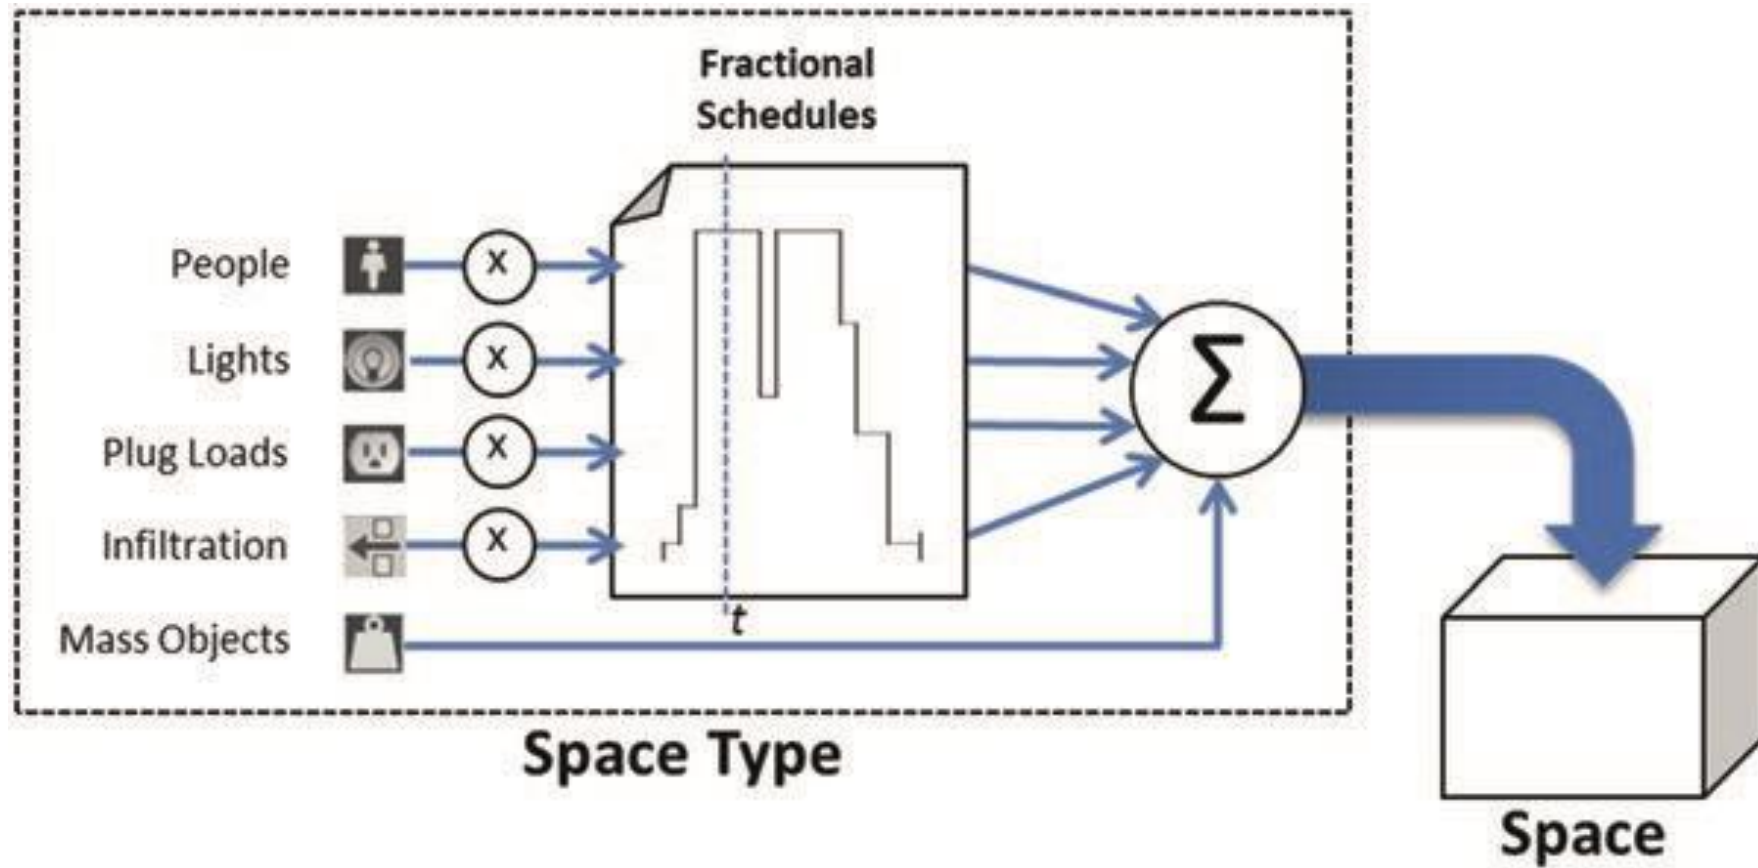 Fractional
Schedules
People
X
Lights
X
Plug Loads
X
Infiltration
X
Mass Objects
t
Σ
Space Type
Space